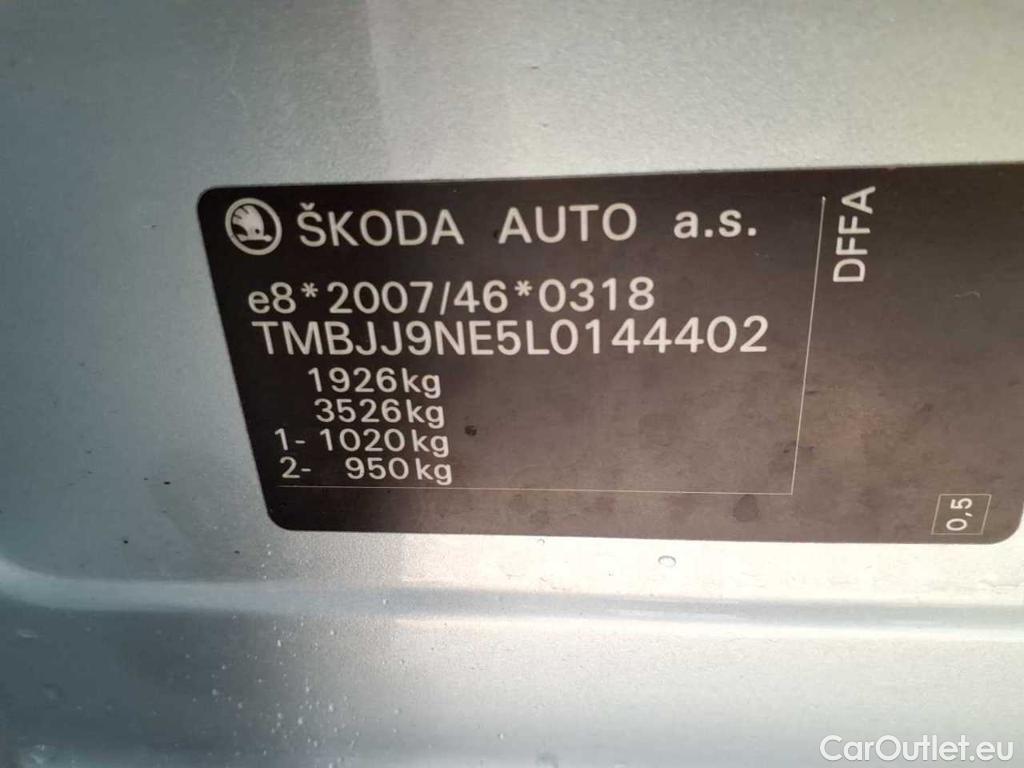 ŠKODA AUTO a.s.
e8*2007/46*0318
TMBJJ9NE5L0144402
1926kg
3526kg
1- 1020kg
2- 950kg
DFFA
0,5
CarOutlet.eu